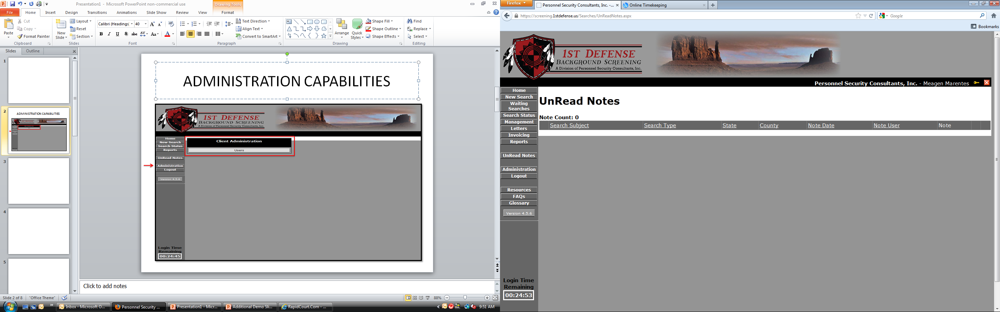 Presentation1 - Microsoft PowerPoint non-commercial use
Drawing Tools
File Home Insert Design Transitions Animations Slide Show Review View Format
Paste
Cut
Copy
Format Painter
Clipboard
New Slide
Layout
Reset
Section
Slides
Calibri (Headings) 40
B I U S abc AV Aa A
Font
Text Direction
Align Text
Convert to SmartArt
Paragraph
Arrange
Quick Styles
Shape Fill
Shape Outline
Shape Effects
Drawing
Find
Replace
Select
Editing
Slides Outline
1
2
ADMINISTRATION CAPABILITIES
3
4
5
ADMINISTRATION CAPABILITIES
1ST DEFENSE
BACKGROUND SCREENING
A Division of Personnel Security Consultants, Inc.
Home
New Search
Search Status
Reports
UnRead Notes
Administration
Logout
Version 4.5.6
Client Administration
Users
Login Time
Remaining
00:24:45
Click to add notes
Slide 2 of 8 "Office Theme" 88%
Inbox - Microsoft O... Personnel Security ... Presentation1 - Micr... Additional Demo Sli... RapidCourt.Com - ... 9:51 AM
Firefox
Personnel Security Consultants, Inc. -... Online Timekeeping
https://screening.1stdefense.us/Searches/UnReadNotes.aspx
Google
Bookmarks
1ST DEFENSE
BACKGROUND SCREENING
A Division of Personnel Security Consultants, Inc.
Personnel Security Consultants, Inc. - Meagen Marentes
Home
New Search
Waiting
Searches
Search Status
Management
Letters
Invoicing
Reports
UnRead Notes
Administration
Logout
Resources
FAQs
Glossary
Version 4.5.6
Login Time
Remaining
00:24:53
UnRead Notes
Note Count: 0
Search Subject Search Type State County Note Date Note User Note